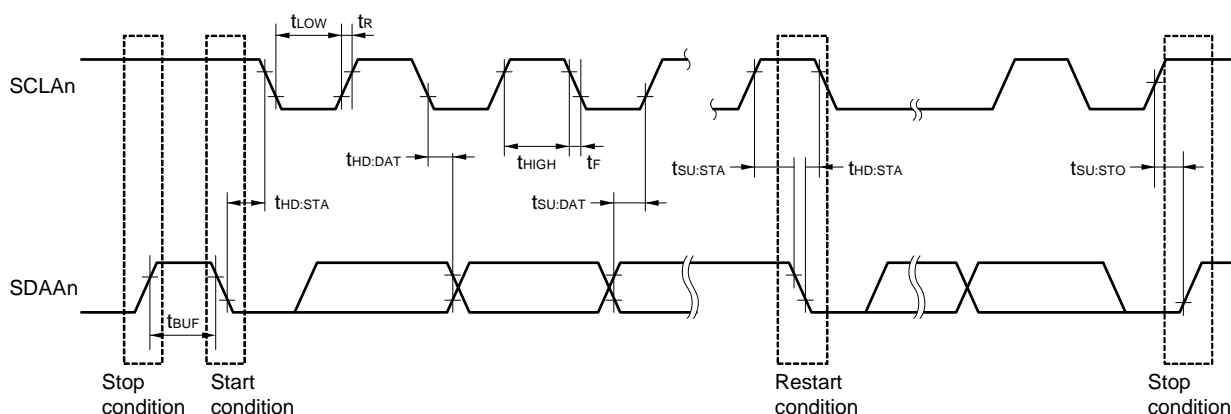 tLOW
tR
SCLAn
tHD:DAT
tHIGH
tF
tSU:STA
tHD:STA
tSU:STO
tHD:STA
tSU:DAT
SDAAn
tBUF
Stop
condition
Start
condition
Restart
condition
Stop
condition